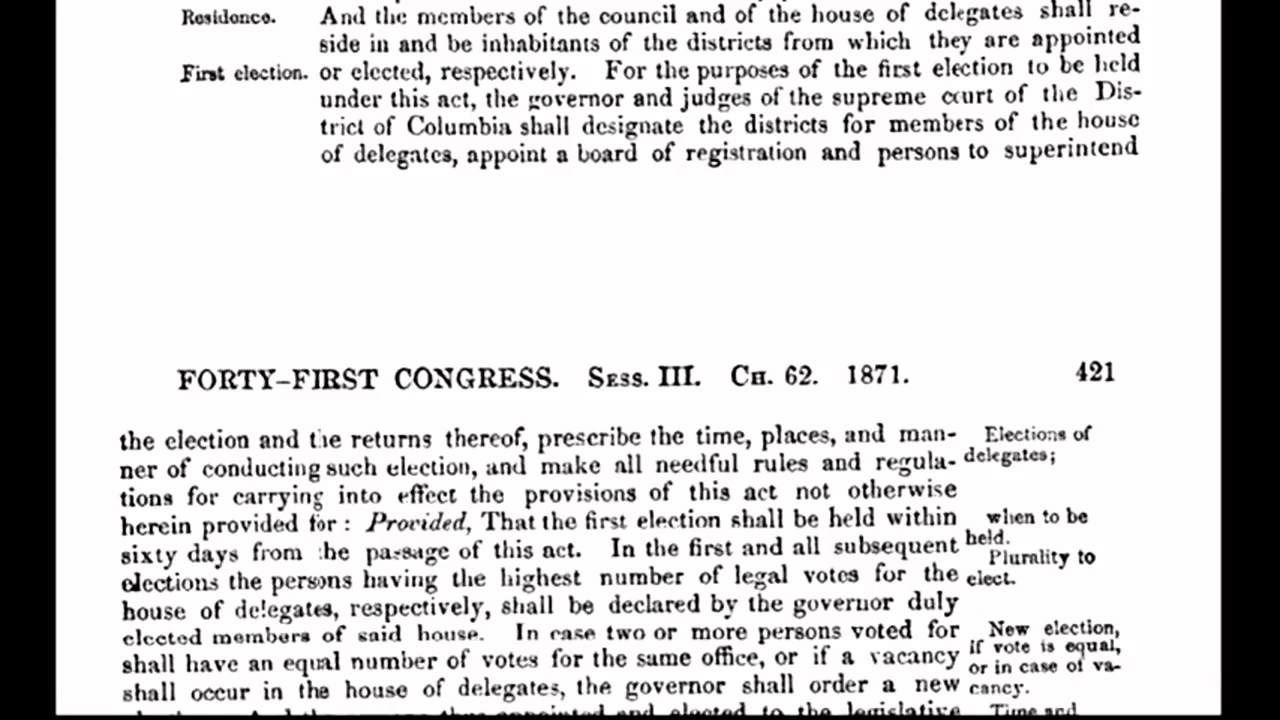 Residence.
And the members of the council and of the house of delegates shall re-
side in and be inhabitants of the districts from which they are appointed
First election.
or elected, respectively. For the purposes of the first election to be held
under this act, the governor and judges of the supreme court of the Dis-
trict of Columbia shall designate the districts for members of the house
of delegates, appoint a board of registration and persons to superintend
FORTY-FIRST CONGRESS. SESS. III. CH. 62. 1871.
421
the election and the returns thereof, prescribe the time, places, and man-
ner of conducting such election, and make all needful rules and regula-
tions for carrying into effect the provisions of this act not otherwise
herein provided for: Provided, That the first election shall be held within
sixty days from the passage of this act. In the first and all subsequent
elections the persons having the highest number of legal votes for the
house of delegates, respectively, shall be declared by the governor duly
elected members of said house. In case two or more persons voted for
shall have an equal number of votes for the same office, or if a vacancy
shall occur in the house of delegates, the governor shall order a new
Elections of
delegates;
when to be
held.
Plurality to
elect.
New election,
if vote is equal,
or in case of va-
cancy.
appointed and elected to the legislative
Time and